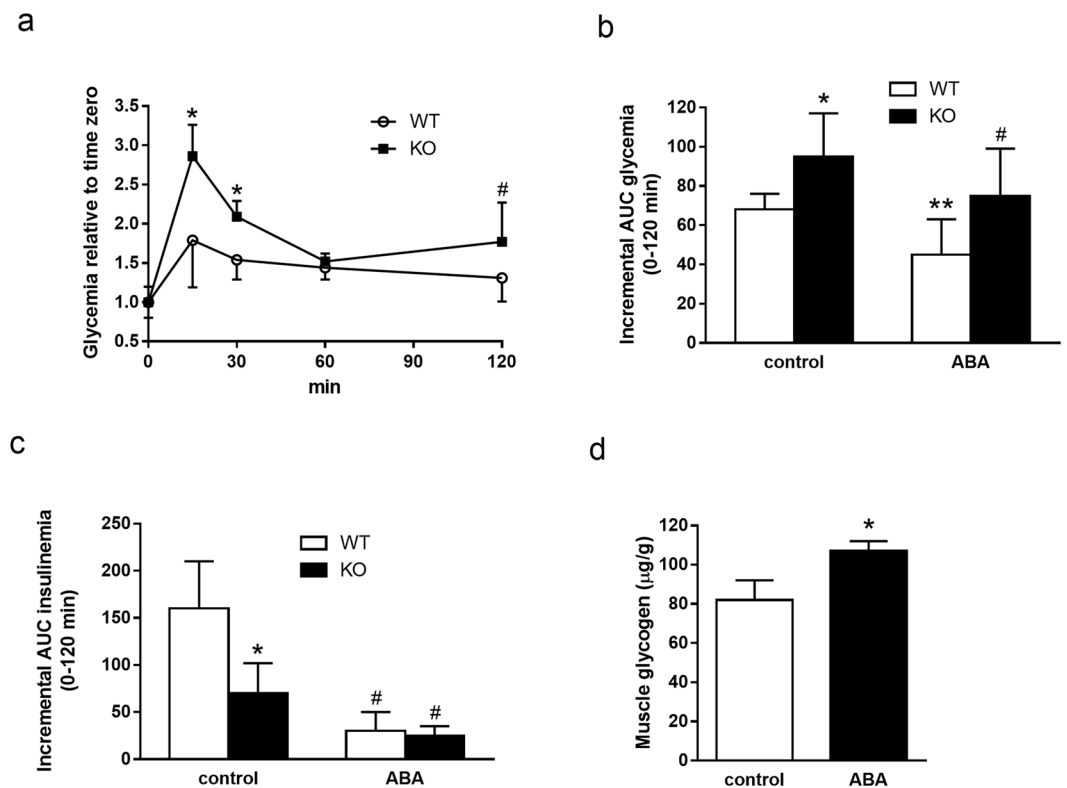 a
Glycemia relative to time zero
3.5
3.0
2.5
2.0
1.5
1.0
0.5
* * #
WT
KO
0 30 60 90 120
min
b
Incremental AUC glycemia
(0-120 min)
120
100
80
60
40
20
0
WT
KO
* ** #
control ABA
c
Incremental AUC insulinemia
(0-120 min)
250
200
150
100
50
0
WT
KO
* # #
control ABA
d
Muscle glycogen (μg/g)
120
100
80
60
40
20
0
*
control ABA